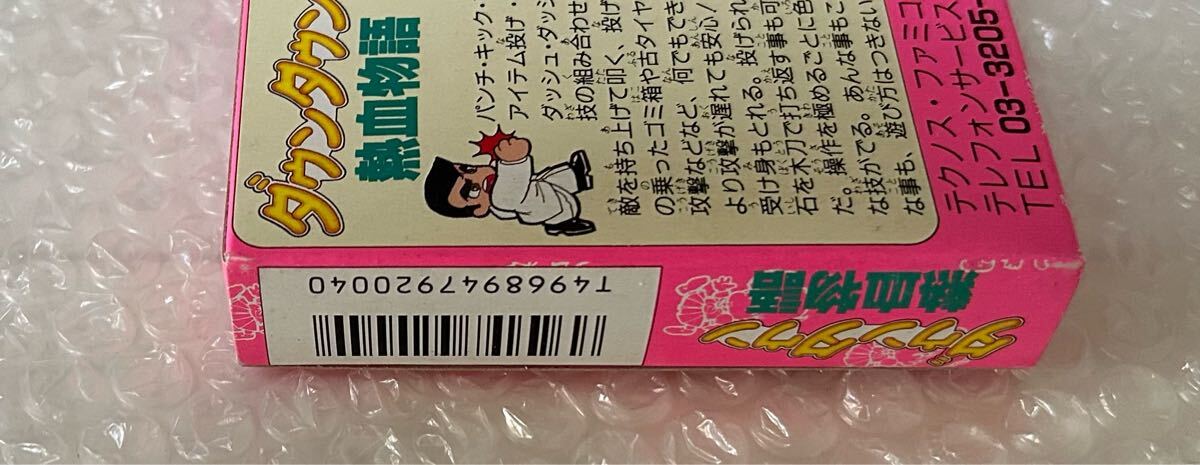 ダウンタウン
熱血物語
パンチ・キック・
アイテム投げ・
ダッシュ・ダッシ
技の組み合わせ
敵を持ち上げて叩く、投げ
の乗ったゴミ箱や古タイヤ
攻撃などなど、何でもでき
より攻撃が遅れても安心!
受け身もとれる。投げられ
石を木刀で打ち返す事も可
だ。操作を極めるごとに色
な技がでる。あんな事もこ
な事も、遊び方はつきない
テクノス・ファミコ
テレフォンサービス
TEL 03-3205-
T4968947920040
熱血物語
ダウンタウン